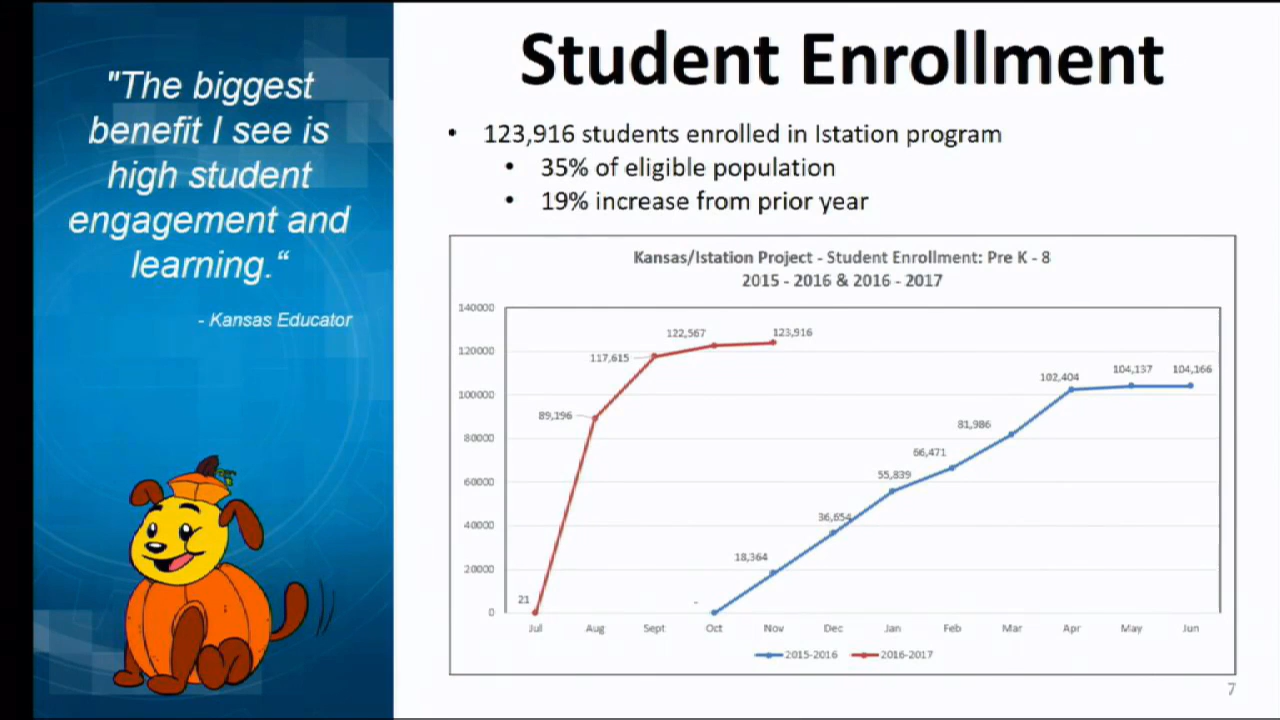 "The biggest
benefit I see is
high student
engagement and
learning."
- Kansas Educator
Student Enrollment
• 123,916 students enrolled in Istation program
• 35% of eligible population
• 19% increase from prior year
Kansas/Istation Project - Student Enrollment: Pre K - 8
2015 - 2016 & 2016 - 2017
140000
120000
100000
80000
60000
40000
20000
0
21
89,196
117,615
122,567
123,916
-
18,364
36,654
55,839
66,471
81,986
102,404
104,137
104,166
Jul Aug Sept Oct Nov Dec Jan Feb Mar Apr May Jun
2015-2016 2016-2017
7